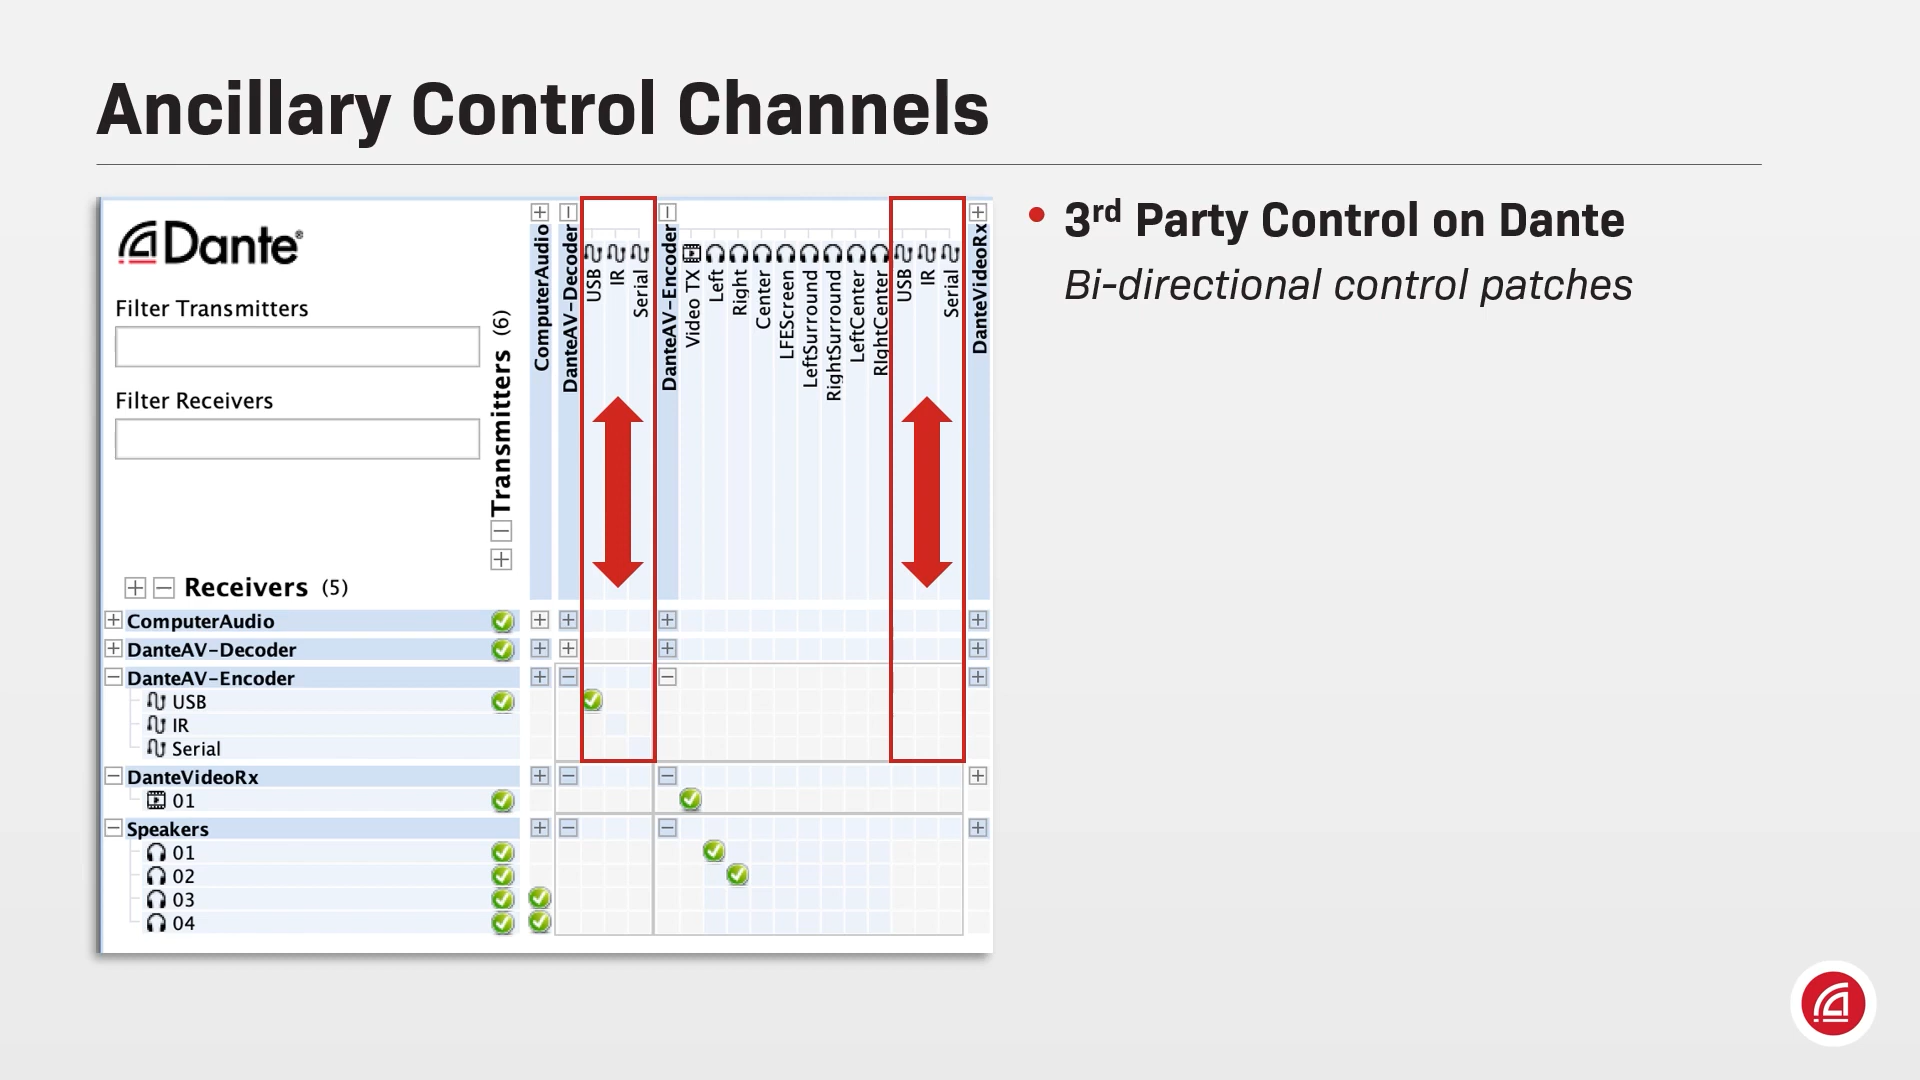 Ancillary Control Channels
Dante®
Filter Transmitters
Filter Receivers
Transmitters (6)
ComputerAudio
DanteAV-Decoder
USB
IR
Serial
DanteAV-Encoder
Video TX
Left
Right
Center
LFEScreen
LeftSurround
RightSurround
LeftCenter
RIghtCenter
USB
IR
Serial
DanteVideoRx
Receivers (5)
ComputerAudio
DanteAV-Decoder
DanteAV-Encoder
USB
IR
Serial
DanteVideoRx
01
Speakers
01
02
03
04
3rd Party Control on Dante
Bi-directional control patches